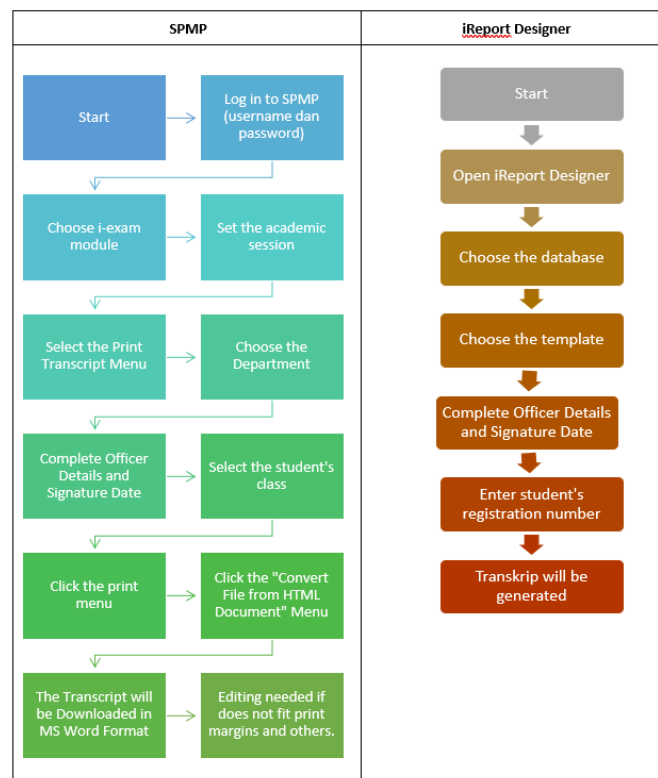 SPMP
iReport Designer
Start
Log in to SPMP
(username dan
password)
Choose i-exam
module
Set the academic
session
Select the Print
Transcript Menu
Choose the
Department
Complete Officer
Details and
Signature Date
Select the student's
class
Click the print
menu
Click the "Convert
File from HTML
Document" Menu
The Transcript will
be Downloaded in
MS Word Format
Editing needed if
does not fit print
margins and others.
Start
Open iReport Designer
Choose the database
Choose the template
Complete Officer Details
and Signature Date
Enter student's
registration number
Transkrip will be
generated